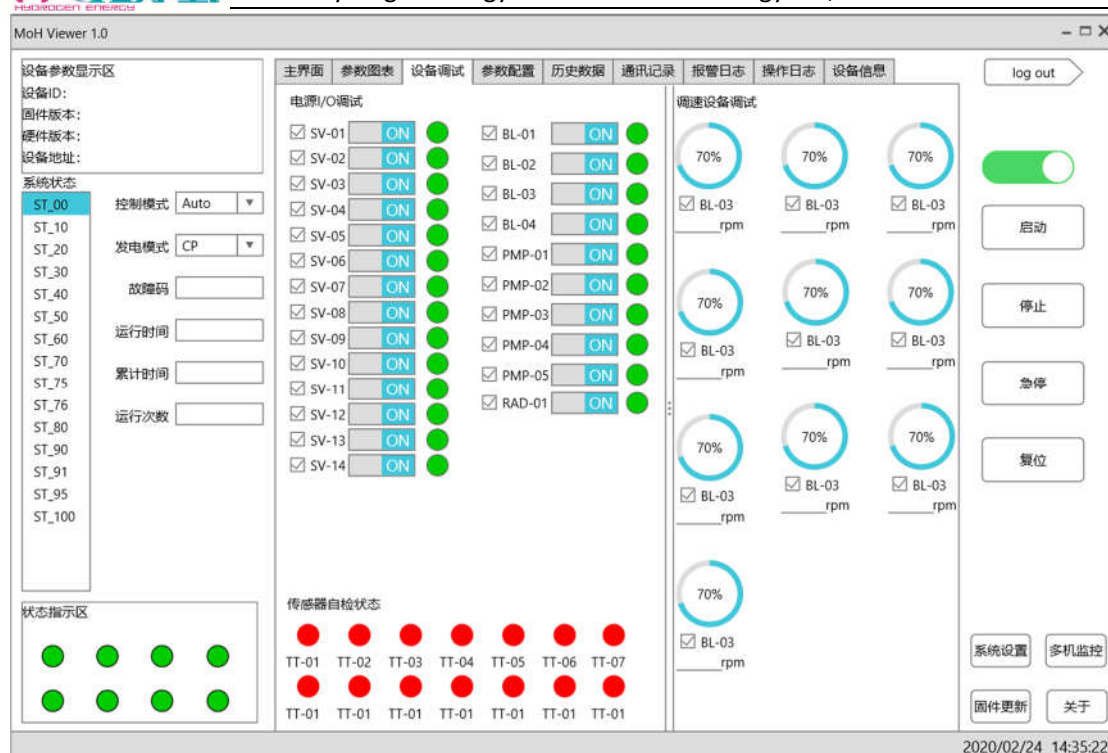 HYDROGEN ENERGY
MoH Viewer 1.0
设备参数显示区
设备ID:
固件版本:
硬件版本:
设备地址:
系统状态
ST_00
ST_10
ST_20
ST_30
ST_40
ST_50
ST_60
ST_70
ST_75
ST_76
ST_80
ST_90
ST_91
ST_95
ST_100
控制模式 Auto
发电模式 CP
故障码
运行时间
累计时间
运行次数
状态指示区
主界面 参数图表 设备调试 参数配置 历史数据 通讯记录 报警日志 操作日志 设备信息
电源I/O调试
SV-01 ON
SV-02 ON
SV-03 ON
SV-04 ON
SV-05 ON
SV-06 ON
SV-07 ON
SV-08 ON
SV-09 ON
SV-10 ON
SV-11 ON
SV-12 ON
SV-13 ON
SV-14 ON
BL-01 ON
BL-02 ON
BL-03 ON
BL-04 ON
PMP-01 ON
PMP-02 ON
PMP-03 ON
PMP-04 ON
PMP-05 ON
RAD-01 ON
传感器自检状态
TT-01 TT-02 TT-03 TT-04 TT-05 TT-06 TT-07
TT-01 TT-01 TT-01 TT-01 TT-01 TT-01 TT-01
调速设备调试
70% 70% 70%
BL-03 BL-03 BL-03
rpm rpm rpm
70% 70% 70%
BL-03 BL-03 BL-03
rpm rpm rpm
70% 70% 70%
BL-03 BL-03 BL-03
rpm rpm rpm
70%
BL-03
rpm
log out
启动
停止
急停
复位
系统设置 多机监控
固件更新 关于
2020/02/24 14:35:22